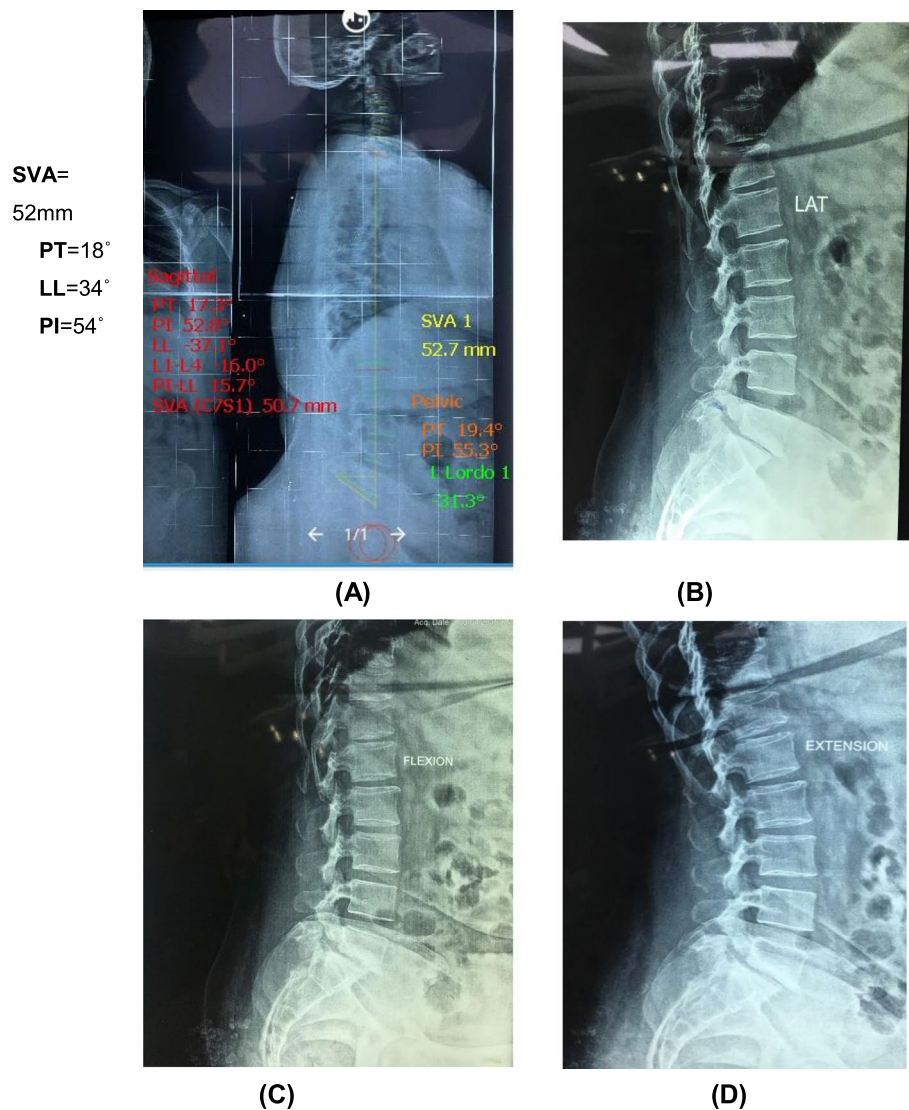 SVA=
52mm
PT=18°
LL=34°
PI=54°
Sagittal
PT 17.3°
PI 52.8°
LL -37.1°
L1-L4 -16.0°
PI-LL 15.7°
SVA (C7S1) 50.7 mm
SVA 1
52.7 mm
Pelvic
PT 19.4°
PI 55.3°
L Lordo 1
-31.3°
1/1
(A)
LAT
(B)
Acq. Date
FLEXION
(C)
EXTENSION
(D)